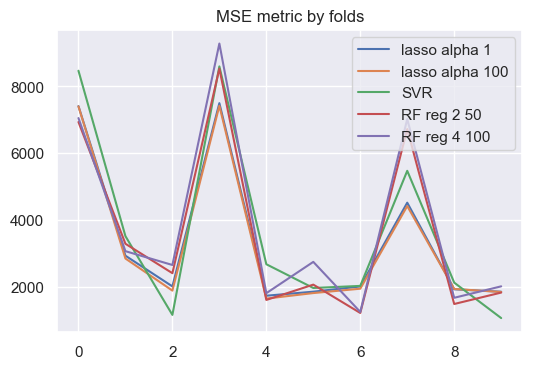 MSE metric by folds
lasso alpha 1
lasso alpha 100
SVR
RF reg 2 50
RF reg 4 100
8000
6000
4000
2000
0 2 4 6 8